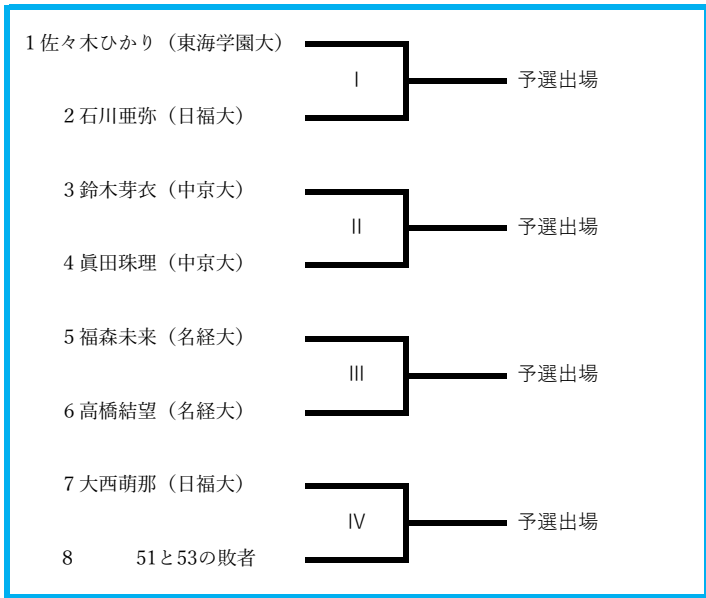 1 佐々木ひかり（東海学園大）
I
予選出場
2 石川亜弥（日福大）
3 鈴木芽衣（中京大）
II
予選出場
4 眞田珠理（中京大）
5 福森未来（名経大）
III
予選出場
6 高橋結望（名経大）
7 大西萌那（日福大）
IV
予選出場
8 51と53の敗者